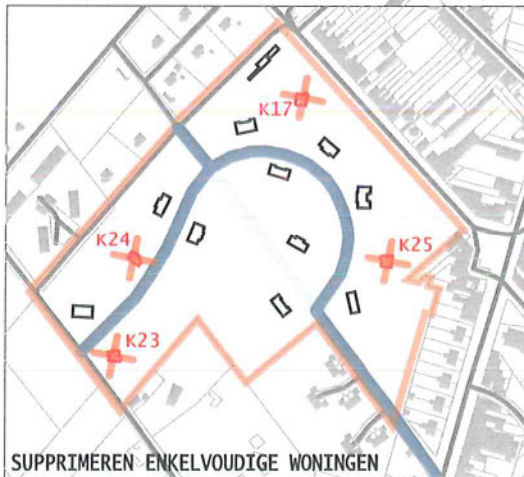 K17
K24
K25
K23
SUPPRIMEREN ENKELVOUDIGE WONINGEN